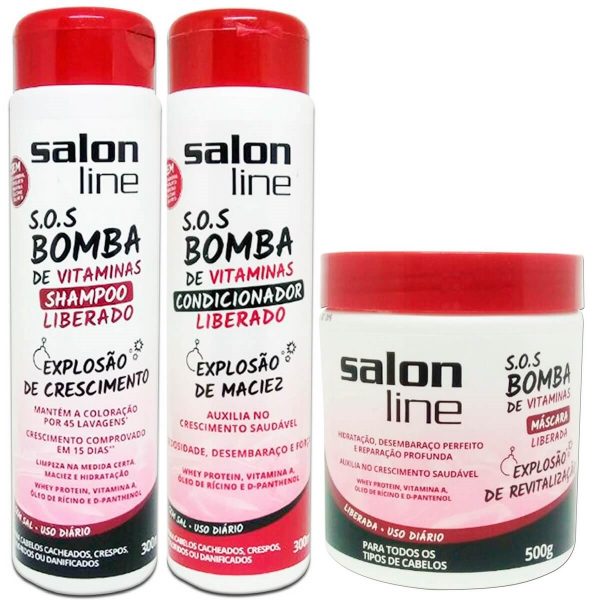 salon
line
S.O.S
BOMBA
DE VITAMINAS
SHAMPOO
LIBERADO
EXPLOSÃO
DE CRESCIMENTO
MANTÉM A COLORAÇÃO
POR 45 LAVAGENS*
CRESCIMENTO COMPROVADO
EM 15 DIAS**
LIMPEZA NA MEDIDA CERTA,
MACIEZ E HIDRATAÇÃO
WHEY PROTEIN, VITAMINA A,
ÓLEO DE RÍCINO E D-PANTHENOL
SEM SAL • USO DIÁRIO
CABELOS CACHEADOS, CRESPOS,
OU DANIFICADOS
salon
line
S.O.S
BOMBA
DE VITAMINAS
CONDICIONADOR
LIBERADO
EXPLOSÃO
DE MACIEZ
AUXILIA NO
CRESCIMENTO SAUDÁVEL
DESEMBARAÇO E
WHEY PROTEIN, VITAMINA A,
ÓLEO DE RÍCINO E D-PANTHENOL
SEM SAL • USO DIÁRIO
CABELOS CACHEADOS, CRESPOS,
OU DANIFICADOS
salon
line
S.O.S
BOMBA
DE VITAMINAS
MÁSCARA
LIBERADA
EXPLOSÃO
DE REVITALIZAÇÃO
HIDRATAÇÃO, DESEMBARAÇO PERFEITO
E REPARAÇÃO PROFUNDA
AUXILIA NO CRESCIMENTO SAUDÁVEL
WHEY PROTEIN, VITAMINA A,
ÓLEO DE RÍCINO E D-PANTHENOL
LIBERADA • USO DIÁRIO
PARA TODOS OS
TIPOS DE CABELOS
500g